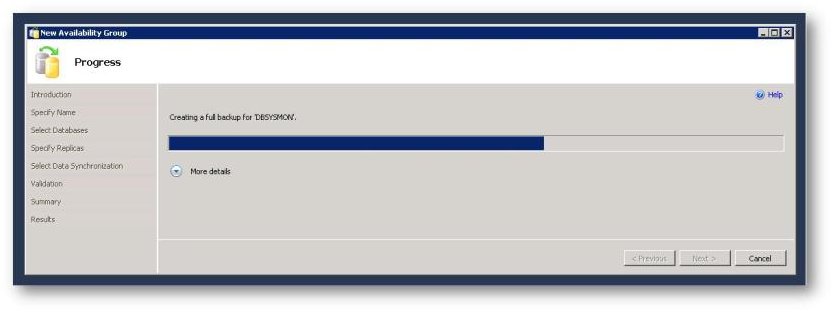 New Availability Group
Progress
Introduction
Specify Name
Select Databases
Specify Replicas
Select Data Synchronization
Validation
Summary
Results
Help
Creating a full backup for 'DBSYSMON'.
More details
< Previous
Next >
Cancel